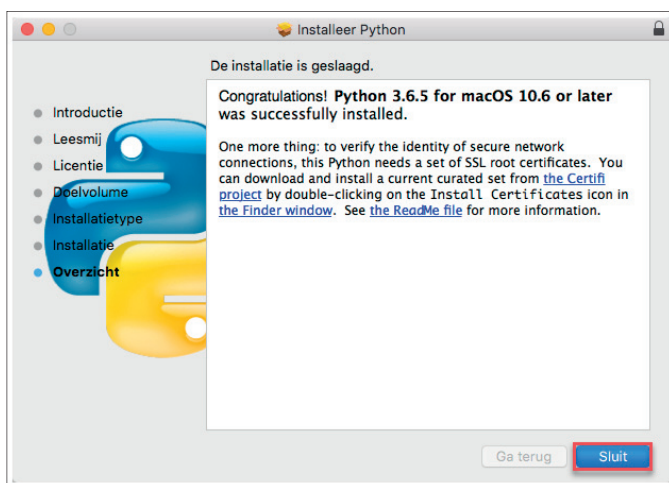 Installeer Python
De installatie is geslaagd.
Introductie
Leesmij
Licentie
Doelvolume
Installatietype
Installatie
Overzicht
Congratulations! Python 3.6.5 for macOS 10.6 or later
was successfully installed.
One more thing: to verify the identity of secure network
connections, this Python needs a set of SSL root certificates. You
can download and install a current curated set from the Certifi
project by double-clicking on the Install Certificates icon in
the Finder window. See the ReadMe file for more information.
Ga terug
Sluit